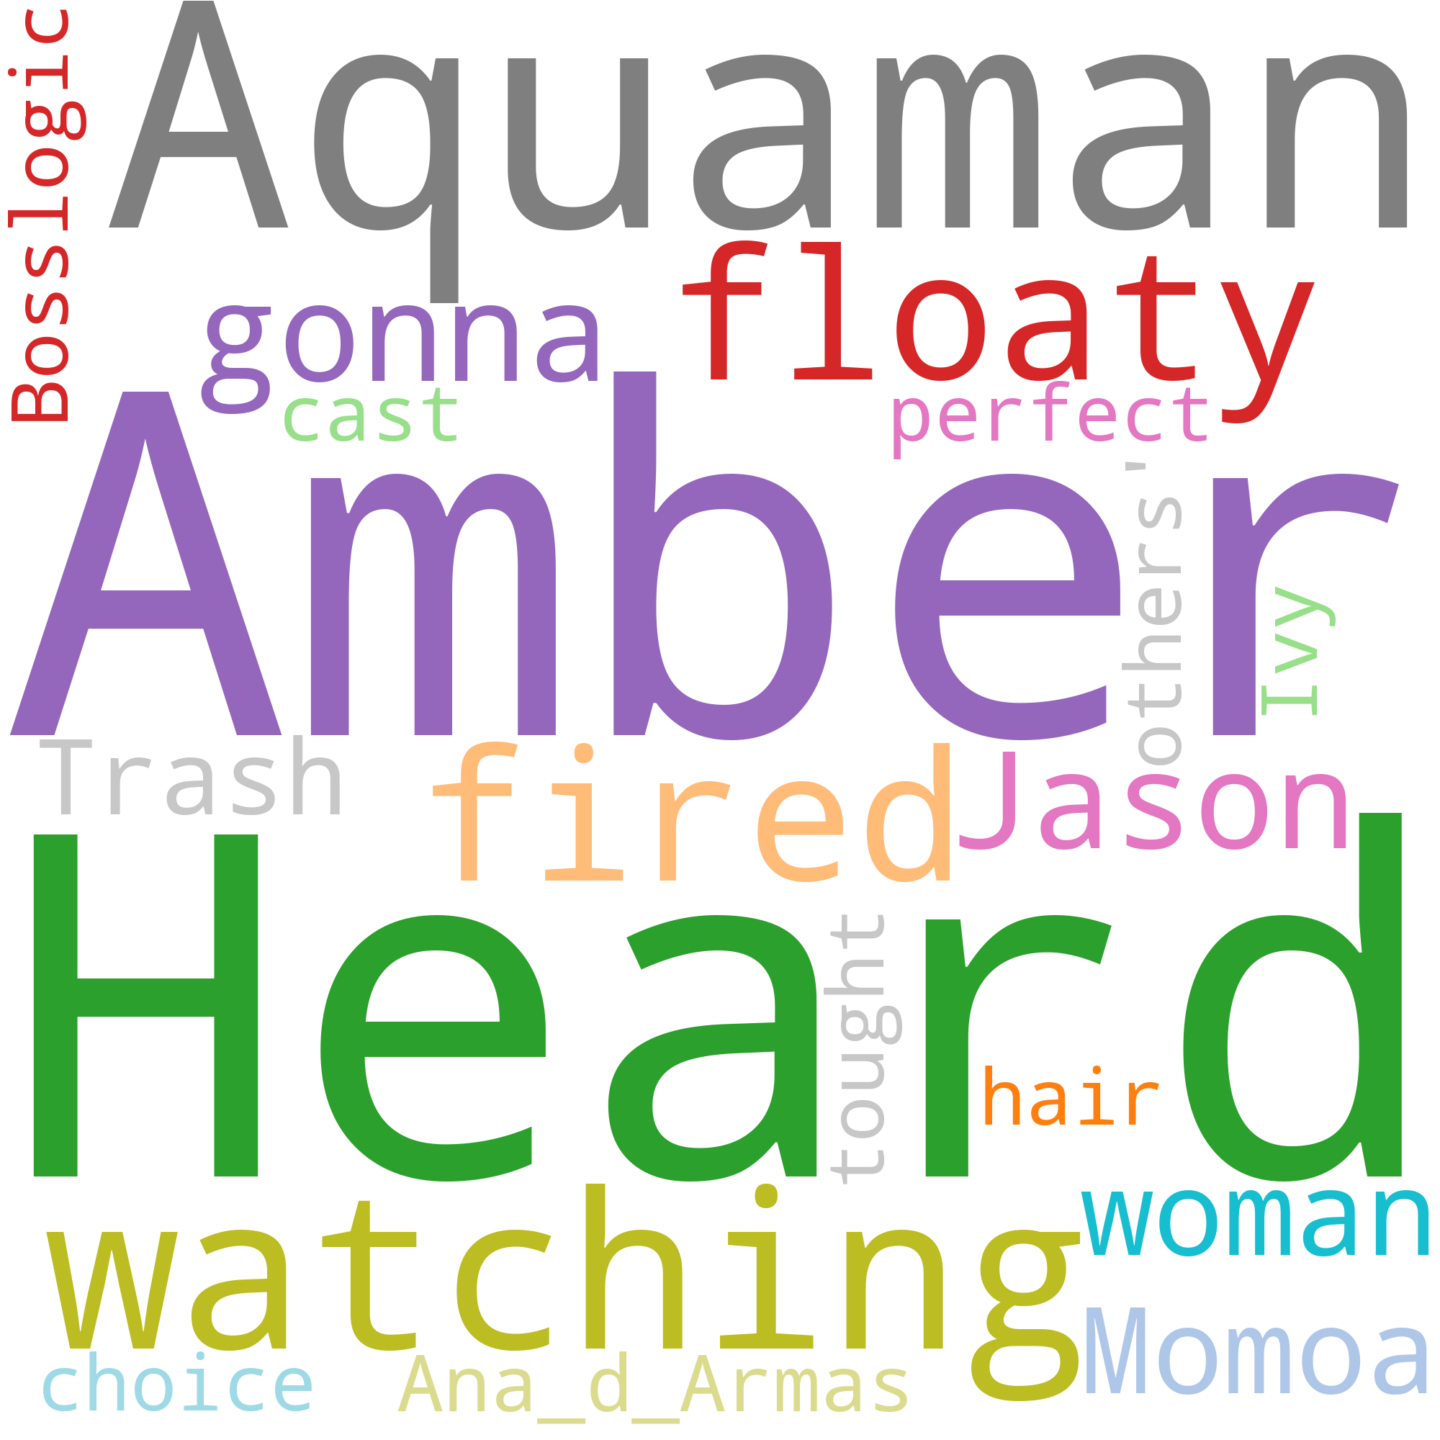 Bosslogic
Aquaman
floaty
gonna
cast
perfect
Amber
others'
Ivy
Trash
fired
Jason
Heard
tought
hair
watching
woman
Momoa
choice
Ana_d_Armas